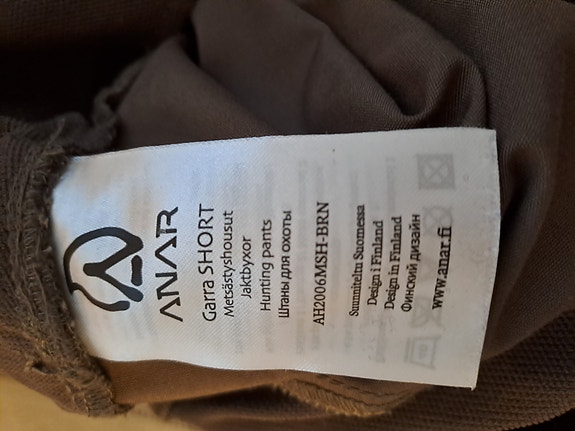 ANAR
Garra SHORT
Metsästyshousut
Jaktbyxor
Hunting pants
Штаны для охоты
AH2006MSH-BRN
Suunniteltu Suomessa
Design i Finland
Design in Finland
Финский дизайн
www.anar.fi